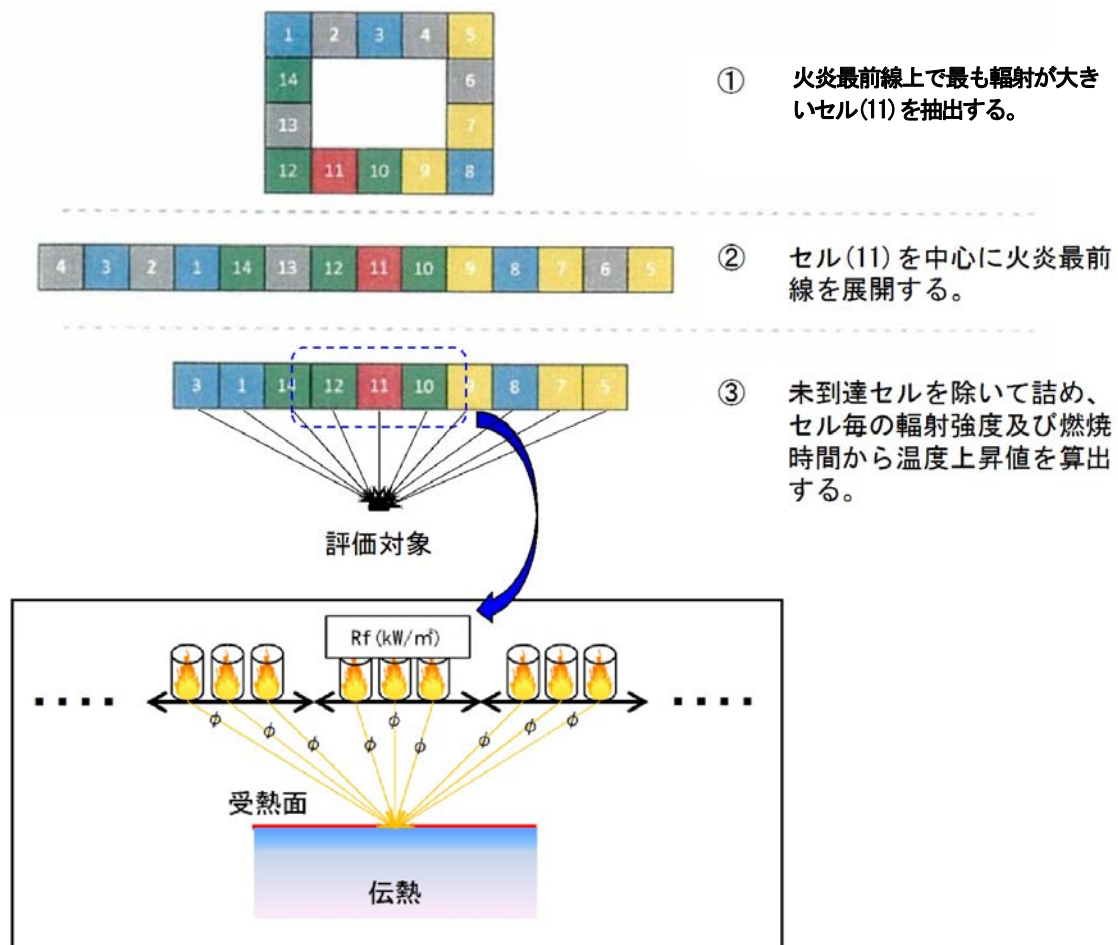 1 2 3 4 5
14 6
13 7
12 11 10 9 8
① 火炎最前線上で最も輻射が大き
いセル(11)を抽出する。
4 3 2 1 14 13 12 11 10 9 8 7 6 5
② セル(11)を中心に火炎最前
線を展開する。
3 1 14 12 11 10 9 8 7 5
③ 未到達セルを除いて詰め、
セル毎の輻射強度及び燃焼
時間から温度上昇値を算出
する。
評価対象
Rf(kW/㎡)
φ φ φ φ φ φ φ φ φ
受熱面
伝熱